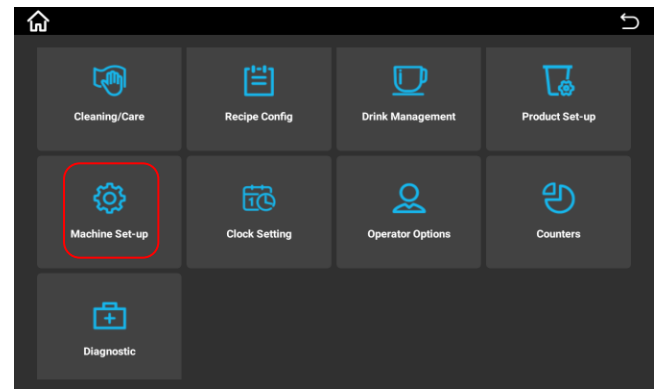 Cleaning/Care
Recipe Config
Drink Management
Product Set-up
Machine Set-up
Clock Setting
Operator Options
Counters
Diagnostic